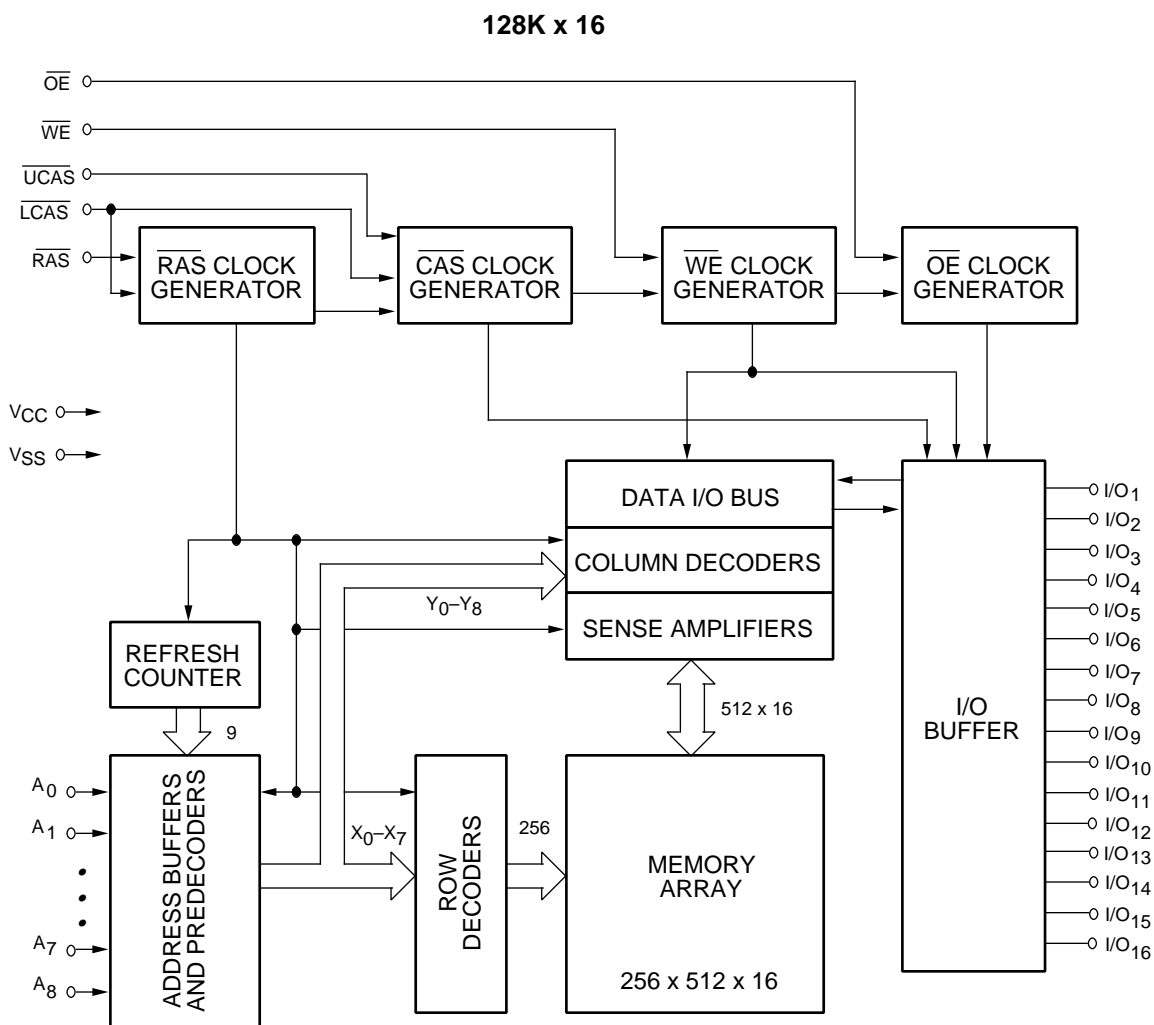 128K x 16
OE
WE
UCAS
LCAS
RAS
RAS CLOCK
GENERATOR
CAS CLOCK
GENERATOR
WE CLOCK
GENERATOR
OE CLOCK
GENERATOR
VCC
VSS
DATA I/O BUS
COLUMN DECODERS
SENSE AMPLIFIERS
Y0–Y8
REFRESH
COUNTER
9
512 x 16
I/O
BUFFER
I/O1
I/O2
I/O3
I/O4
I/O5
I/O6
I/O7
I/O8
I/O9
I/O10
I/O11
I/O12
I/O13
I/O14
I/O15
I/O16
A0
A1
A7
A8
ADDRESS BUFFERS
AND PREDECODERS
X0–X7
ROW
DECODERS
256
MEMORY
ARRAY
256 x 512 x 16